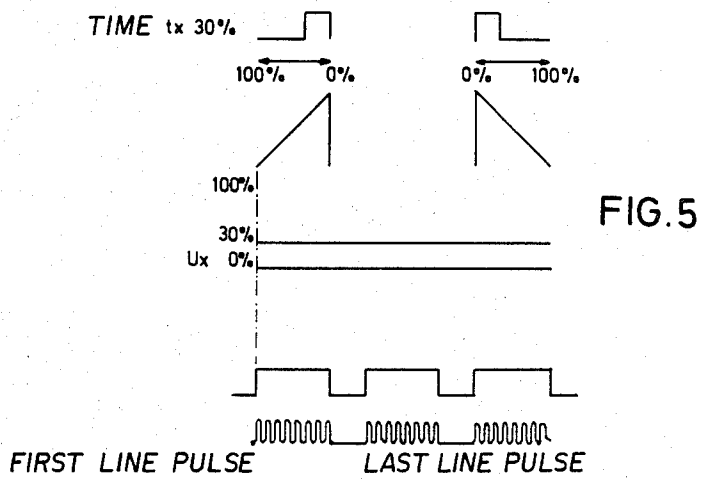 TIME tx 30%
100% 0% 0% 100%
100%
FIG.5
30%
Ux 0%
FIRST LINE PULSE LAST LINE PULSE